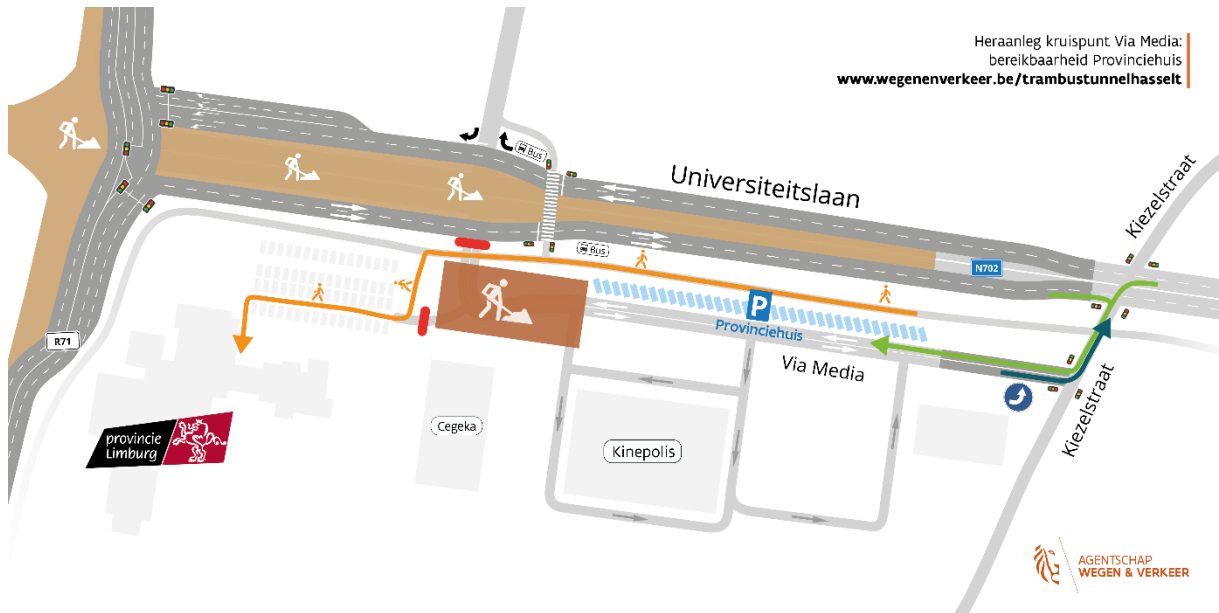 Heraanleg kruispunt Via Media:
bereikbaarheid Provinciehuis
www.wegenenverkeer.be/trambustunnelhasselt
Bus
Universiteitslaan
Kiezelstraat
Bus
N702
P
Provinciehuis
R71
Via Media
Kiezelstraat
provincie
Limburg
Cegeka
Kinepolis
AGENTSCHAP
WEGEN & VERKEER